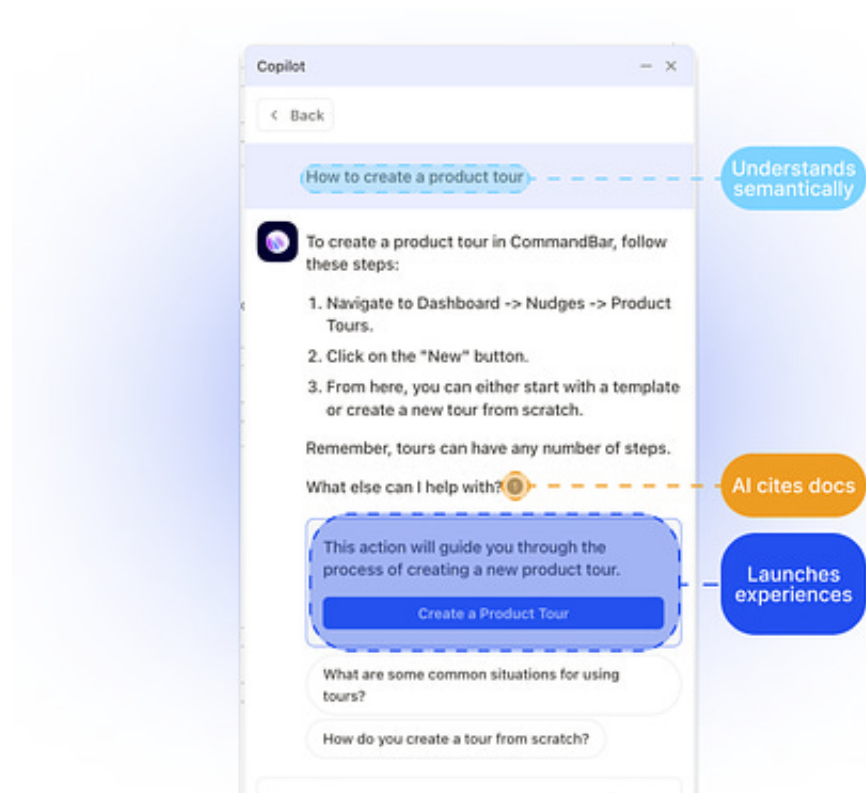 Copilot
Back
How to create a product tour
Understands
semantically
To create a product tour in CommandBar, follow
these steps:
1. Navigate to Dashboard -> Nudges -> Product
Tours.
2. Click on the "New" button.
3. From here, you can either start with a template
or create a new tour from scratch.
Remember, tours can have any number of steps.
What else can I help with?
AI cites docs
This action will guide you through the
process of creating a new product tour.
Create a Product Tour
Launches
experiences
What are some common situations for using
tours?
How do you create a tour from scratch?